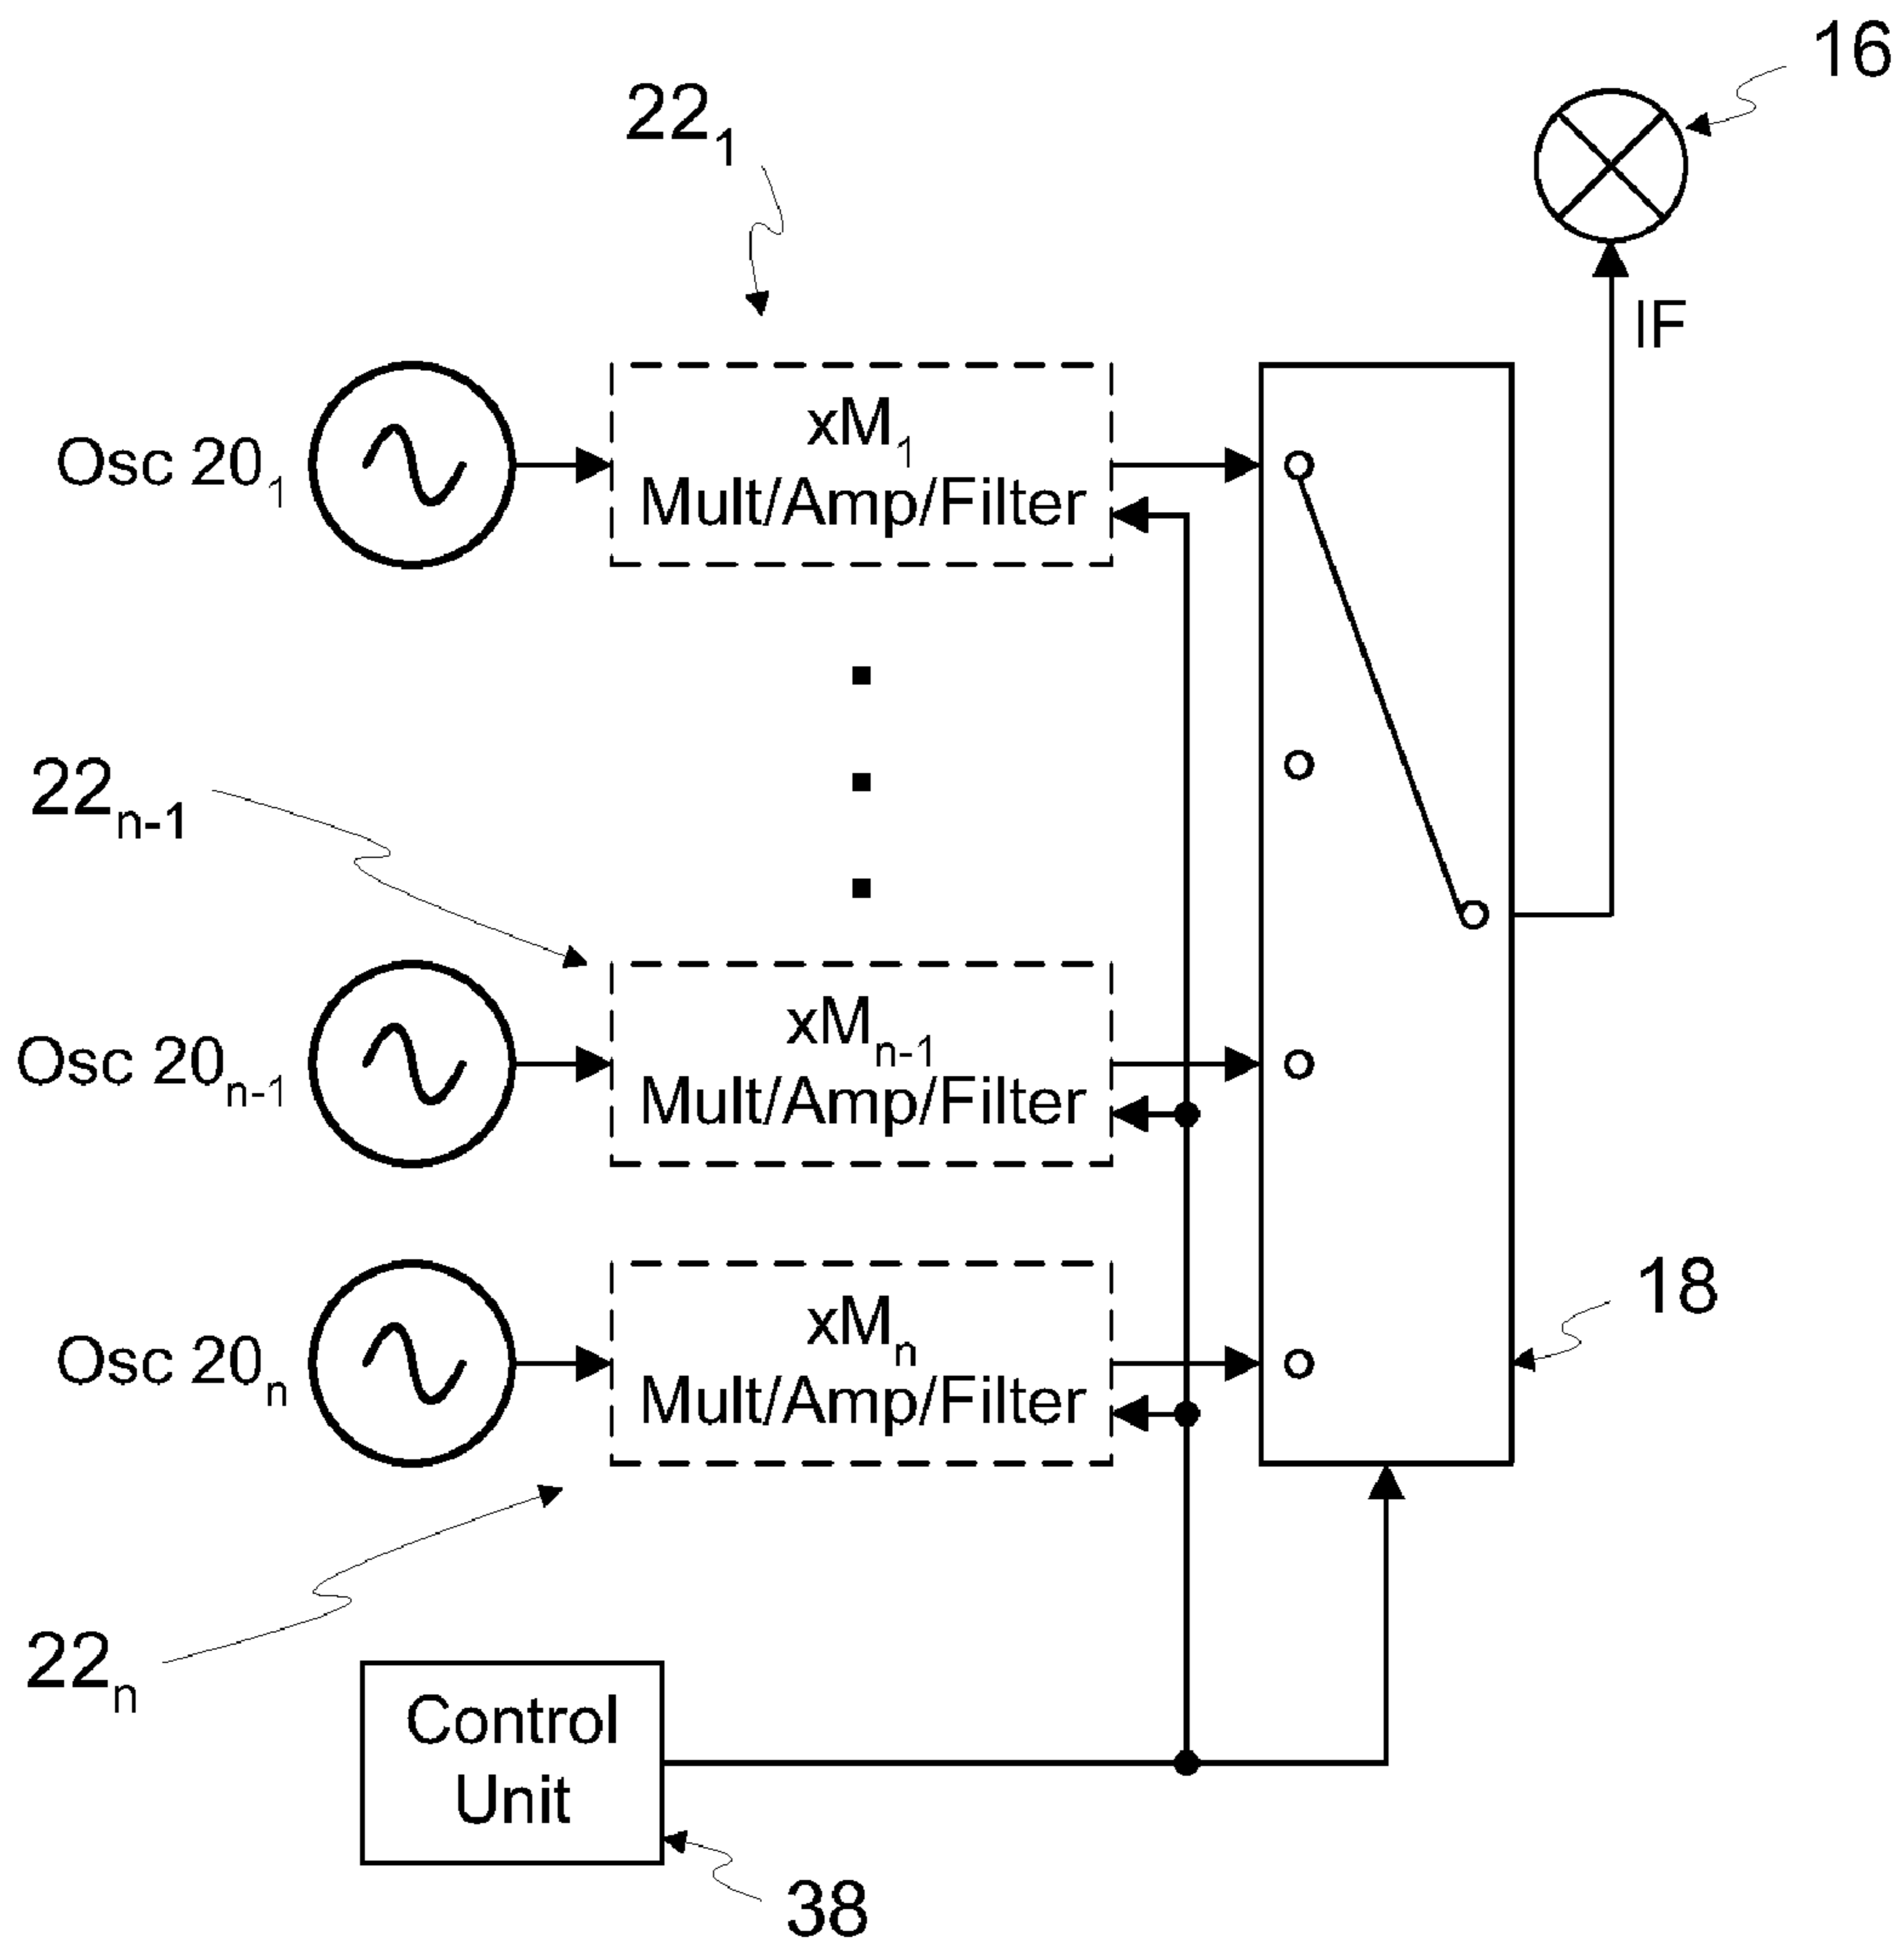 16
22₁
IF
xM₁
Osc 20₁
Mult/Amp/Filter
22ₙ₋₁
xMₙ₋₁
Osc 20ₙ₋₁
Mult/Amp/Filter
18
xMₙ
Osc 20ₙ
Mult/Amp/Filter
22ₙ
Control
Unit
38